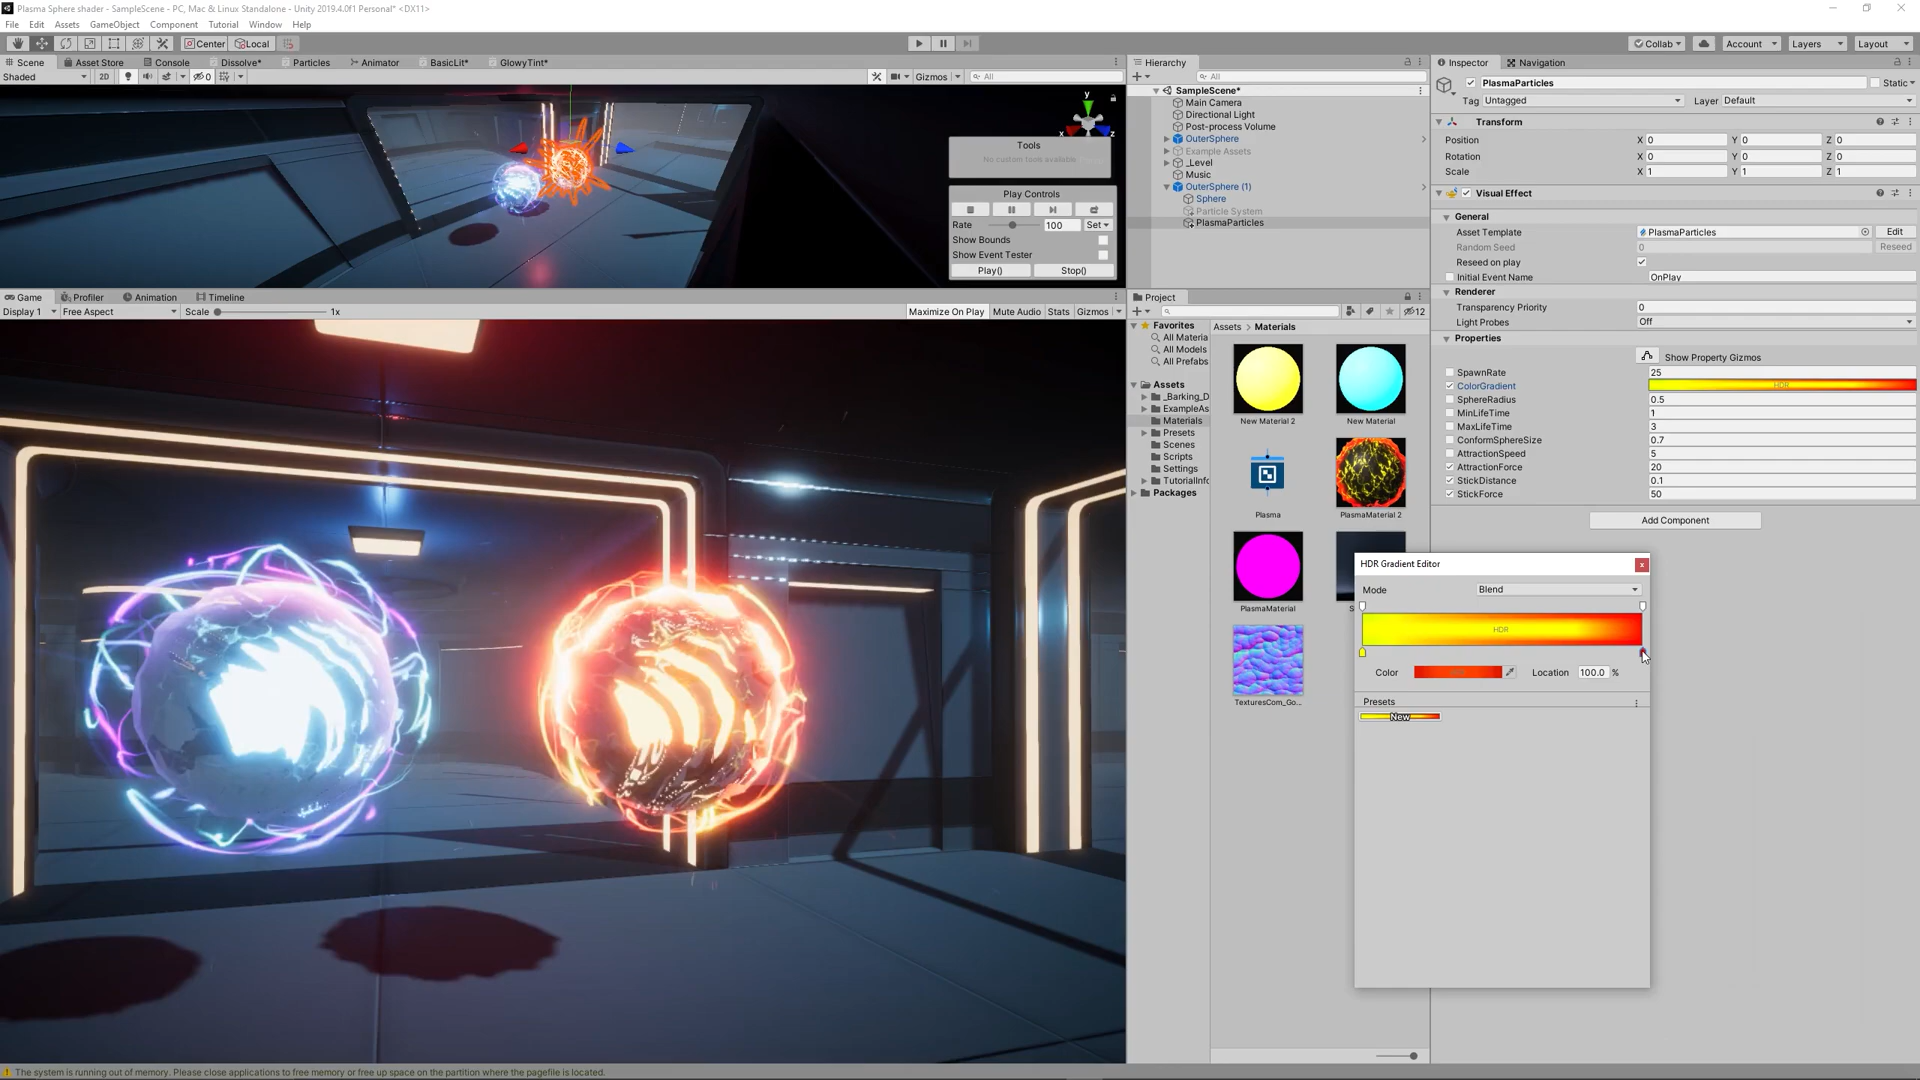 Plasma Sphere shader - SampleScene - PC, Mac & Linux Standalone - Unity 2019.4.0f1 Personal* <DX11>
File Edit Assets GameObject Component Tutorial Window Help
Center Local Collab Account Layers Layout
Scene Asset Store Console Dissolve* Particles Animator BasicLit* GlowyTint*
Shaded 2D 0 Gizmos All
y
x z
Tools
No custom tools available
Play Controls
Rate 100 Set
Show Bounds
Show Event Tester
Play() Stop()
Game Profiler Animation Timeline
Display 1 Free Aspect Scale 1x Maximize On Play Mute Audio Stats Gizmos
Hierarchy
All
SampleScene*
Main Camera
Directional Light
Post-process Volume
OuterSphere
Example Assets
_Level
Music
OuterSphere (1)
Sphere
Particle System
PlasmaParticles
Project
12
Favorites
All Materia
All Models
All Prefabs
Assets
_Barking_D
ExampleAs
Materials
Presets
Scenes
Scripts
Settings
TutorialInfo
Packages
Assets > Materials
New Material 2 New Material
Plasma PlasmaMaterial 2
PlasmaMaterial S
TexturesCom_Go...
Inspector Navigation
PlasmaParticles Static
Tag Untagged Layer Default
Transform
Position X 0 Y 0 Z 0
Rotation X 0 Y 0 Z 0
Scale X 1 Y 1 Z 1
Visual Effect
General
Asset Template PlasmaParticles Edit
Random Seed 0 Reseed
Reseed on play
Initial Event Name OnPlay
Renderer
Transparency Priority 0
Light Probes Off
Properties
Show Property Gizmos
SpawnRate 25
ColorGradient HDR
SphereRadius 0.5
MinLifeTime 1
MaxLifeTime 3
ConformSphereSize 0.7
AttractionSpeed 5
AttractionForce 20
StickDistance 0.1
StickForce 50
Add Component
HDR Gradient Editor x
Mode Blend
HDR
Color Location 100.0 %
Presets
New
The system is running out of memory. Please close applications to free memory or free up space on the partition where the pagefile is located.